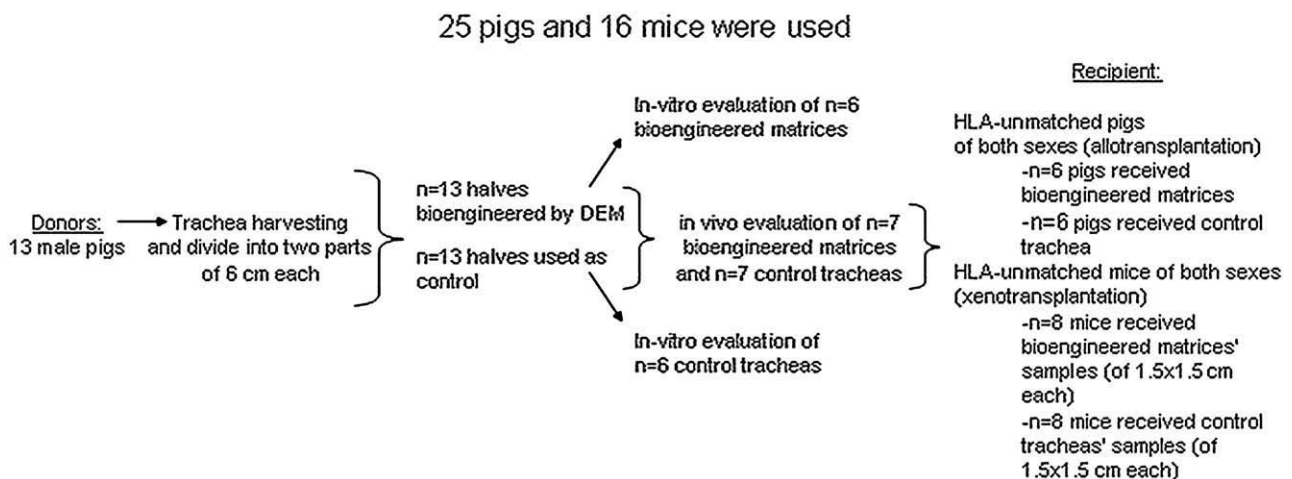 25 pigs and 16 mice were used
Donors:
13 male pigs
Trachea harvesting
and divide into two parts
of 6 cm each
n=13 halves
bioengineered by DEM
n=13 halves used as
control
In-vitro evaluation of n=6
bioengineered matrices
in vivo evaluation of n=7
bioengineered matrices
and n=7 control tracheas
In-vitro evaluation of
n=6 control tracheas
Recipient:
HLA-unmatched pigs
of both sexes (allotransplantation)
-n=6 pigs received
bioengineered matrices
-n=6 pigs received control
trachea
HLA-unmatched mice of both sexes
(xenotransplantation)
-n=8 mice received
bioengineered matrices'
samples (of 1.5x1.5 cm
each)
-n=8 mice received control
tracheas' samples (of
1.5x1.5 cm each)